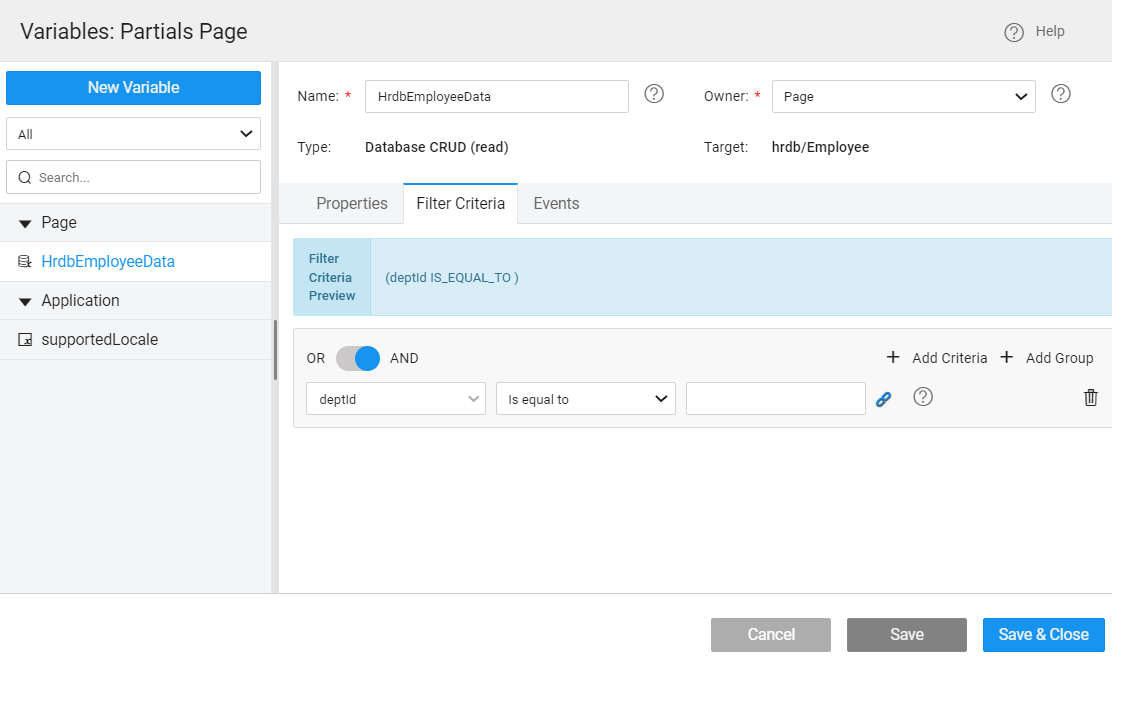 Variables: Partials Page
Help
New Variable
All
Search...
Page
HrdbEmployeeData
Application
supportedLocale
Name: *
HrdbEmployeeData
Owner: *
Page
Type:
Database CRUD (read)
Target:
hrdb/Employee
Properties
Filter Criteria
Events
Filter
Criteria
Preview
(deptId IS_EQUAL_TO )
OR
AND
+ Add Criteria
+ Add Group
deptId
Is equal to
Cancel
Save
Save & Close